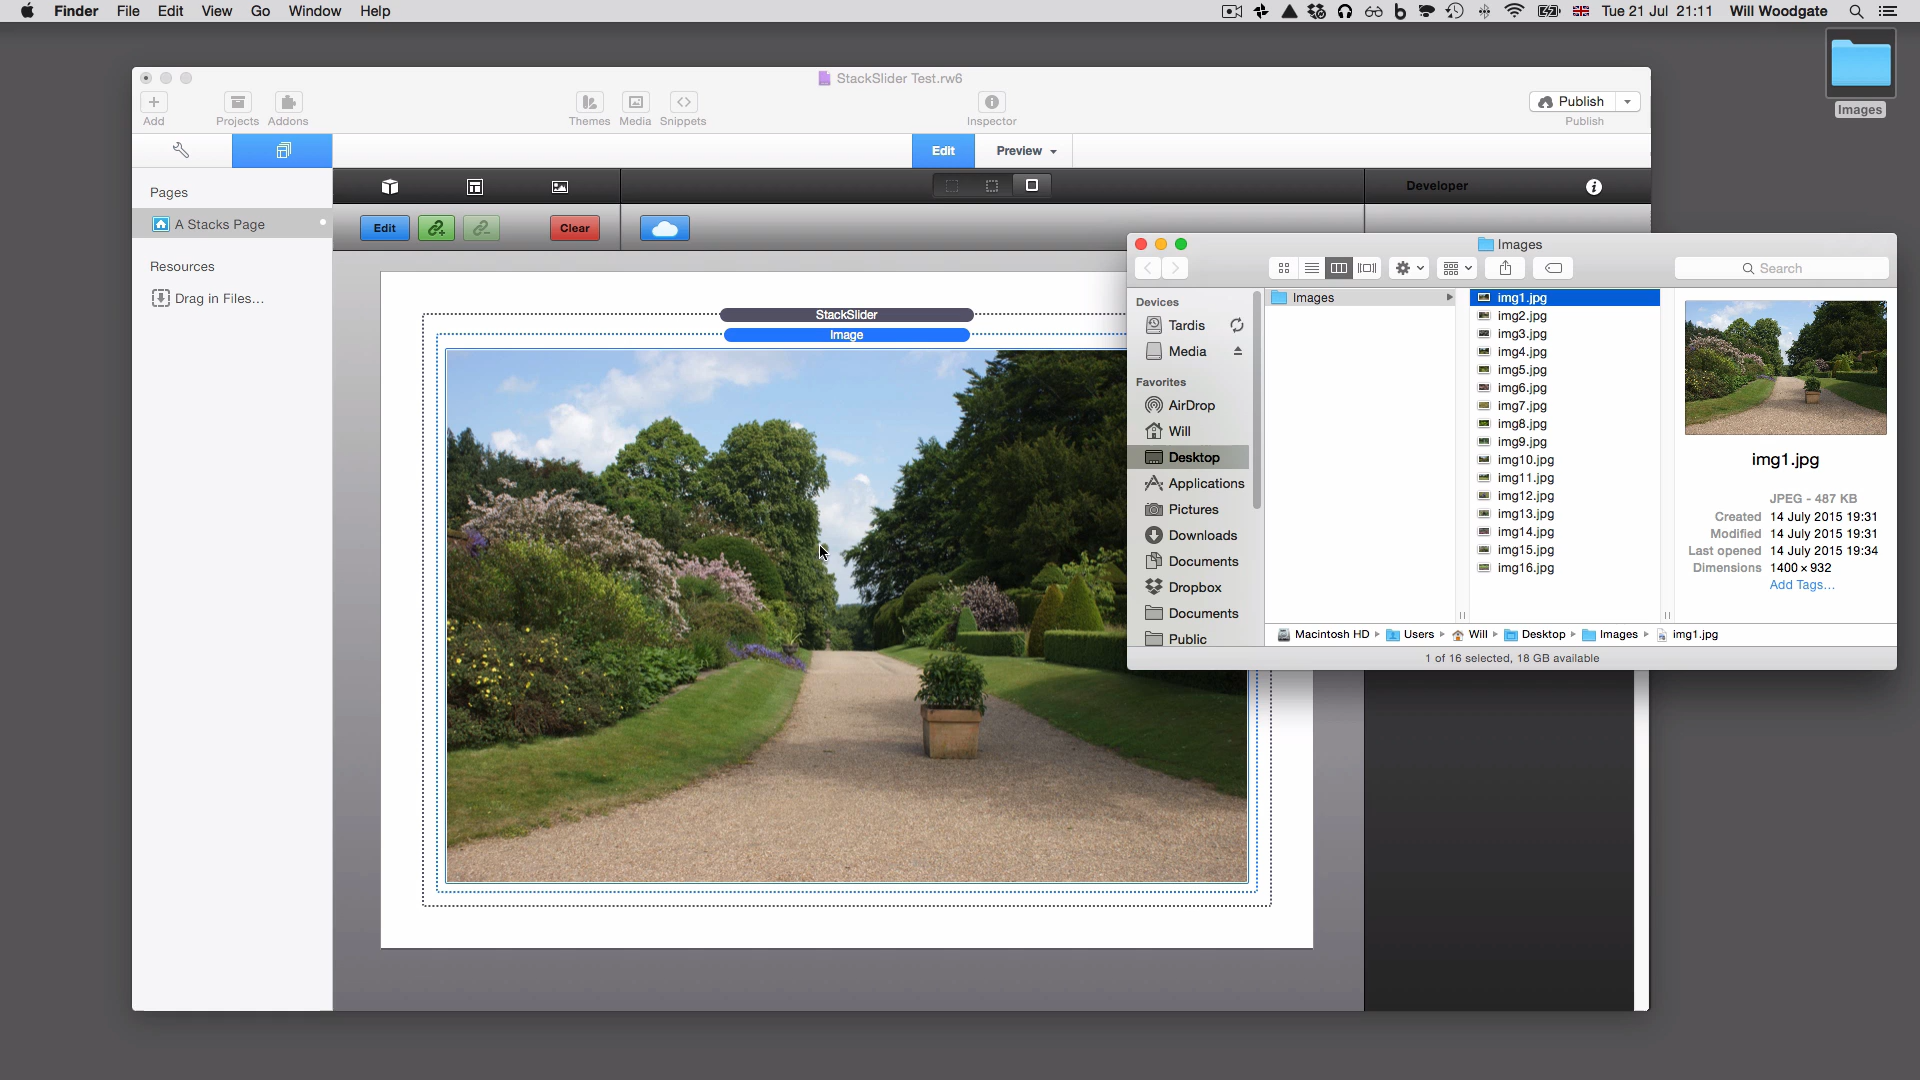 Finder File Edit View Go Window Help
Tue 21 Jul 21:11 Will Woodgate
Images
StackSlider Test.rw6
Add Projects Addons Themes Media Snippets Inspector
Publish
Publish
Edit Preview
Pages
A Stacks Page
Resources
Drag in Files...
Developer
Edit Clear
StackSlider
Image
Images
Search
Devices
Tardis
Media
Favorites
AirDrop
Will
Desktop
Applications
Pictures
Downloads
Documents
Dropbox
Documents
Public
Images
img1.jpg
img2.jpg
img3.jpg
img4.jpg
img5.jpg
img6.jpg
img7.jpg
img8.jpg
img9.jpg
img10.jpg
img11.jpg
img12.jpg
img13.jpg
img14.jpg
img15.jpg
img16.jpg
img1.jpg
JPEG - 487 KB
Created 14 July 2015 19:31
Modified 14 July 2015 19:31
Last opened 14 July 2015 19:34
Dimensions 1400 × 932
Add Tags...
Macintosh HD Users Will Desktop Images img1.jpg
1 of 16 selected, 18 GB available